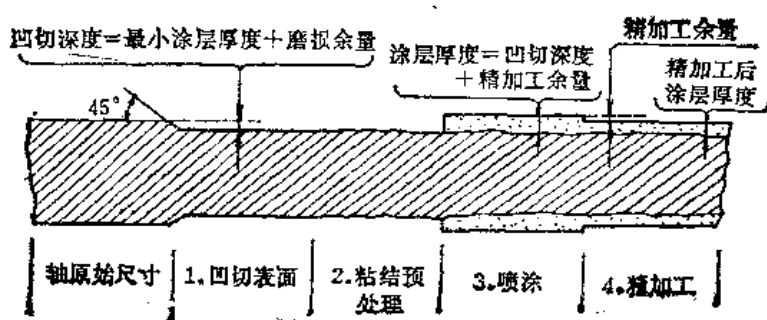 凹切深度=最小涂层厚度+磨损余量
精加工余量
涂层厚度=凹切深度
+精加工余量
精加工后
涂层厚度
45°
轴原始尺寸
1.凹切表面
2.粘结预
处理
3.喷涂
4.精加工